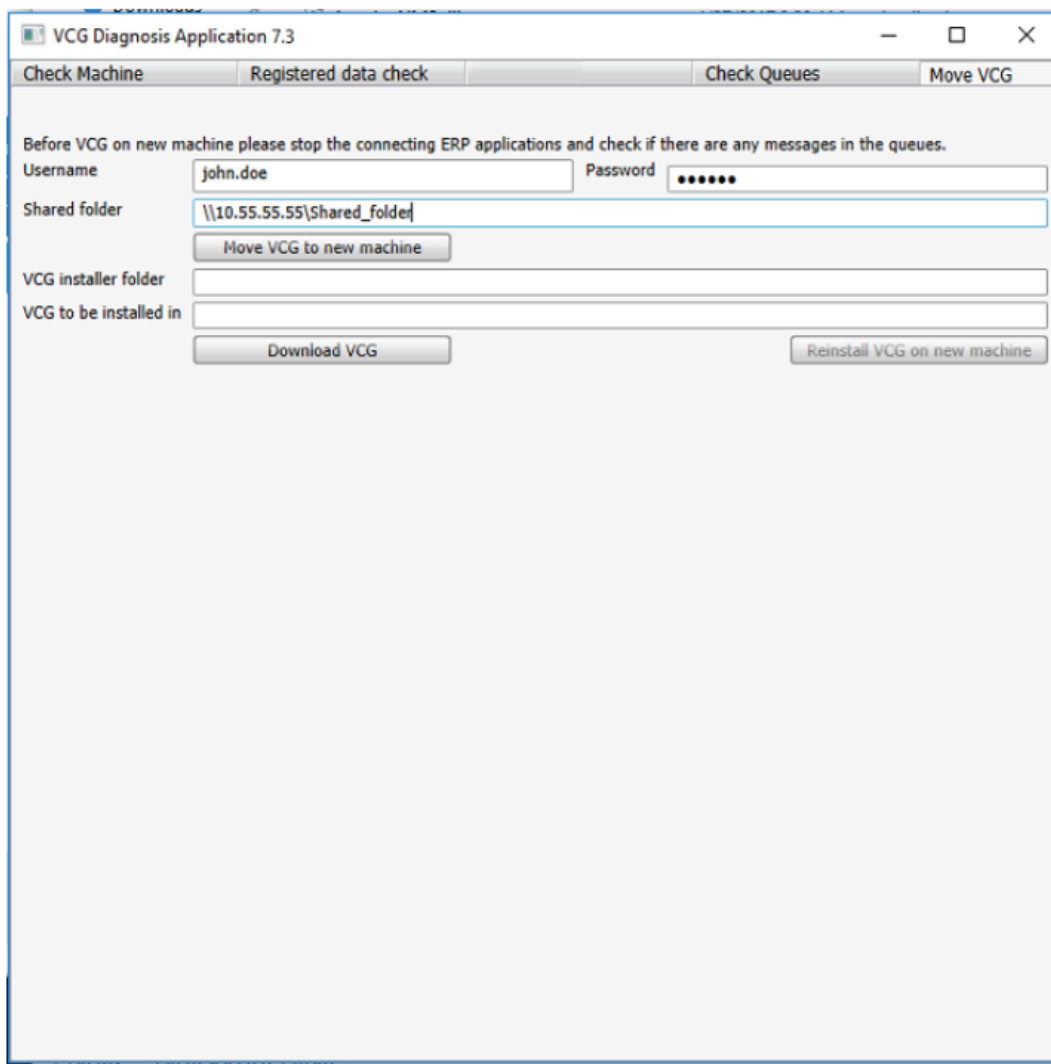 VCG Diagnosis Application 7.3
Check Machine Registered data check Check Queues Move VCG
Before VCG on new machine please stop the connecting ERP applications and check if there are any messages in the queues.
Username john.doe Password ••••••
Shared folder \\10.55.55.55\Shared_folder
Move VCG to new machine
VCG installer folder
VCG to be installed in
Download VCG Reinstall VCG on new machine